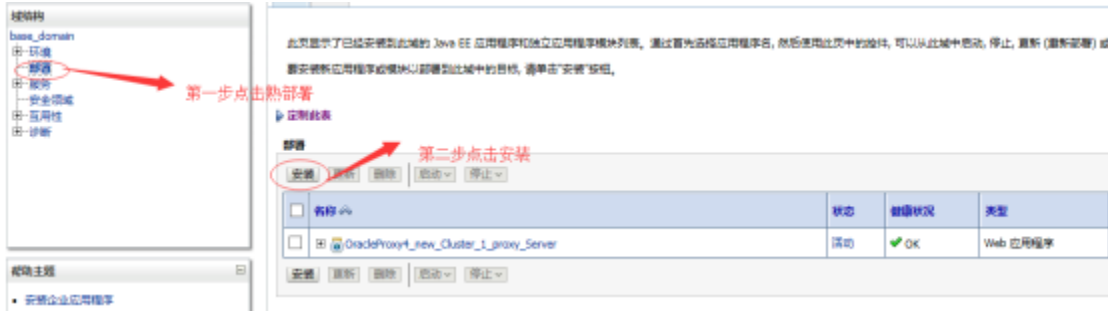 域结构
base_domain
环境
部署
服务
安全领域
互用性
诊断
第一步点击热部署
帮助主题
安装企业应用程序
此页显示了已经安装到此域的 Java EE 应用程序和独立应用程序模块列表。通过首先选择应用程序名, 然后使用此页中的控件, 可以从此域中启动, 停止, 更新 (重新部署) 或
要安装新应用程序或模块以部署到此域中的目标, 请单击"安装"按钮。
定制此表
部署
第二步点击安装
安装 更新 删除 启动 停止
名称 状态 健康状况 类型
OracleProxy4_new_Cluster_1_proxy_Server 活动 OK Web 应用程序
安装 更新 删除 启动 停止